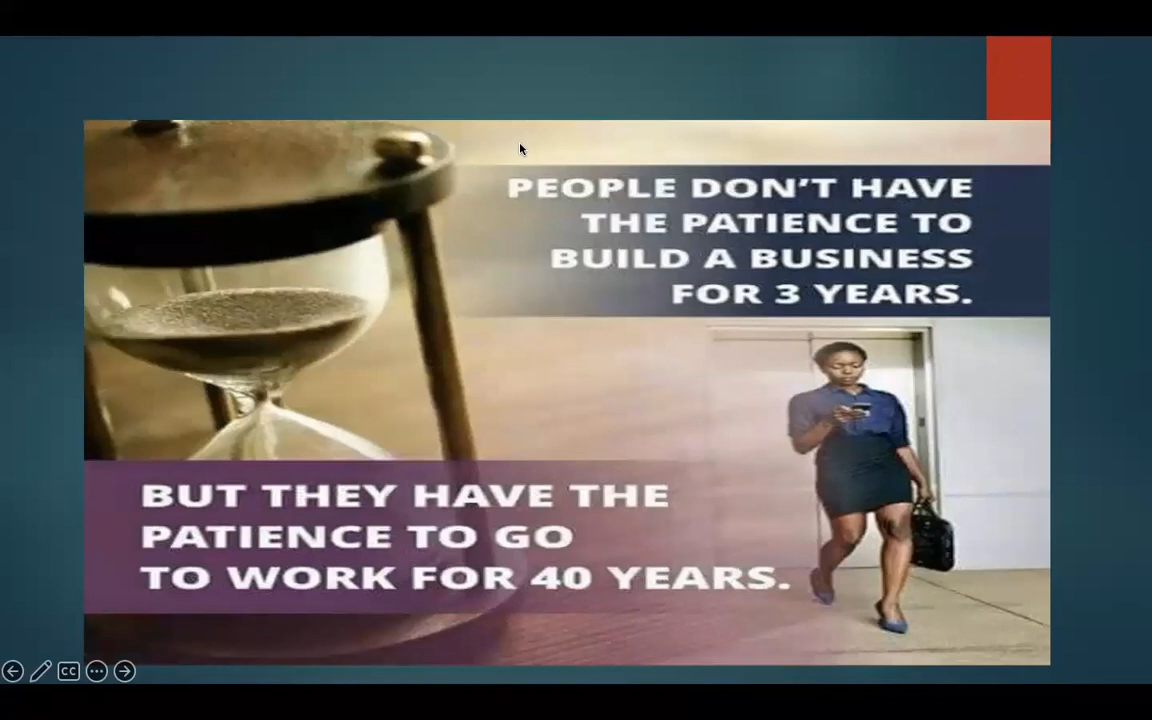 PEOPLE DON'T HAVE
THE PATIENCE TO
BUILD A BUSINESS
FOR 3 YEARS.
BUT THEY HAVE THE
PATIENCE TO GO
TO WORK FOR 40 YEARS.
CC